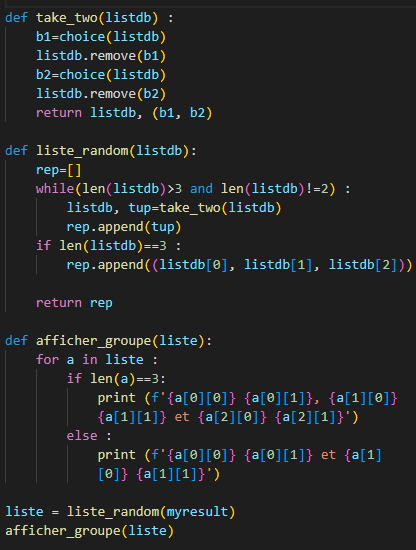 def take_two(listdb) :
    b1=choice(listdb)
    listdb.remove(b1)
    b2=choice(listdb)
    listdb.remove(b2)
    return listdb, (b1, b2)

def liste_random(listdb):
    rep=[]
    while(len(listdb)>3 and len(listdb)!=2) :
        listdb, tup=take_two(listdb)
        rep.append(tup)
    if len(listdb)==3 :
        rep.append((listdb[0], listdb[1], listdb[2]))

    return rep

def afficher_groupe(liste):
    for a in liste :
        if len(a)==3:
            print (f'{a[0][0]} {a[0][1]}, {a[1][0]}
            {a[1][1]} et {a[2][0]} {a[2][1]}')
        else :
            print (f'{a[0][0]} {a[0][1]} et {a[1]
            [0]} {a[1][1]}')

liste = liste_random(myresult)
afficher_groupe(liste)